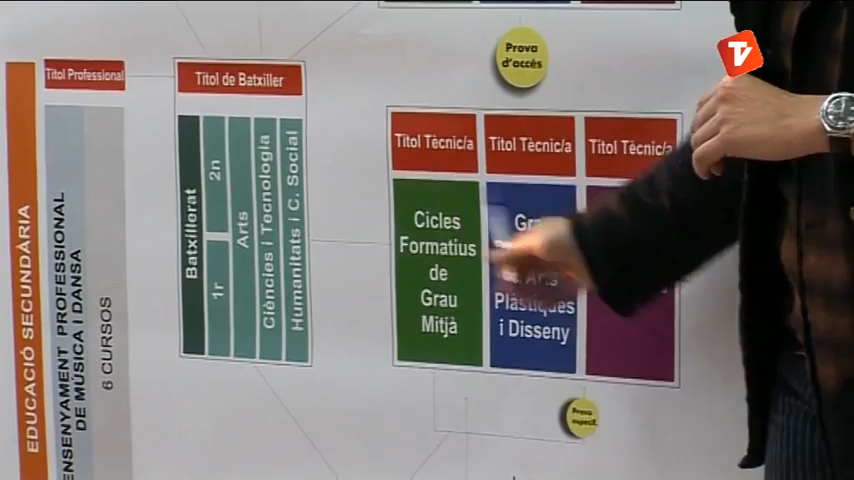 TV
Prova
d'accés
Títol Professional
Títol de Batxiller
Títol Tècnic/a
Títol Tècnic/a
Títol Tècnic/a
EDUCACIÓ SECUNDÀRIA
ENSENYAMENT PROFESSIONAL
DE MÚSICA I DANSA
6 CURSOS
Batxillerat
1r
2n
Arts
Ciències i Tecnologia
Humanitats i C. Social
Cicles
Formatius
de
Grau
Mitjà
Arts
Plàstiques
i Disseny
Prova
específ.